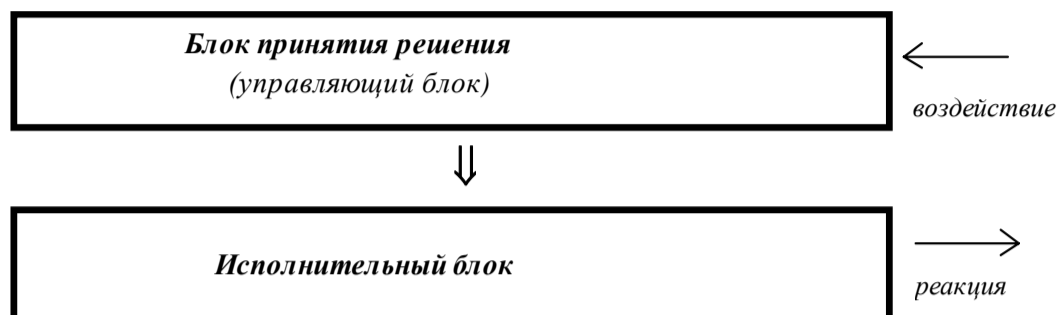 Блок принятия решения
(управляющий блок)
воздействие
Исполнительный блок
реакция